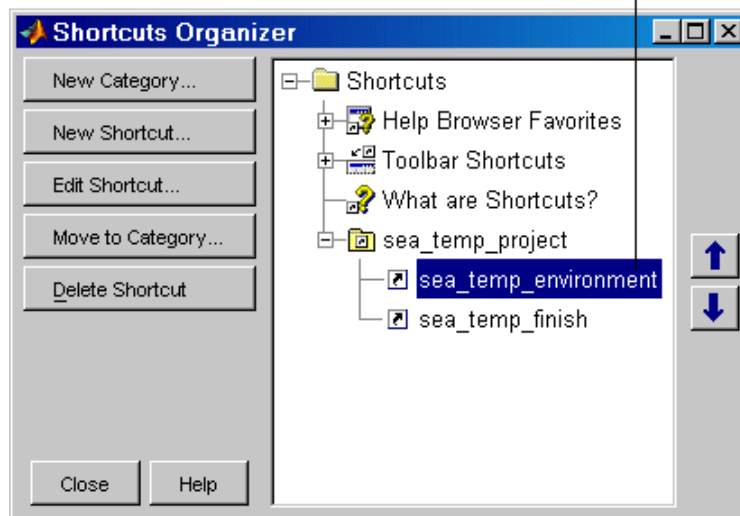 Shortcuts Organizer
New Category...
New Shortcut...
Edit Shortcut...
Move to Category...
Delete Shortcut
Shortcuts
Help Browser Favorites
Toolbar Shortcuts
What are Shortcuts?
sea_temp_project
sea_temp_environment
sea_temp_finish
Close
Help